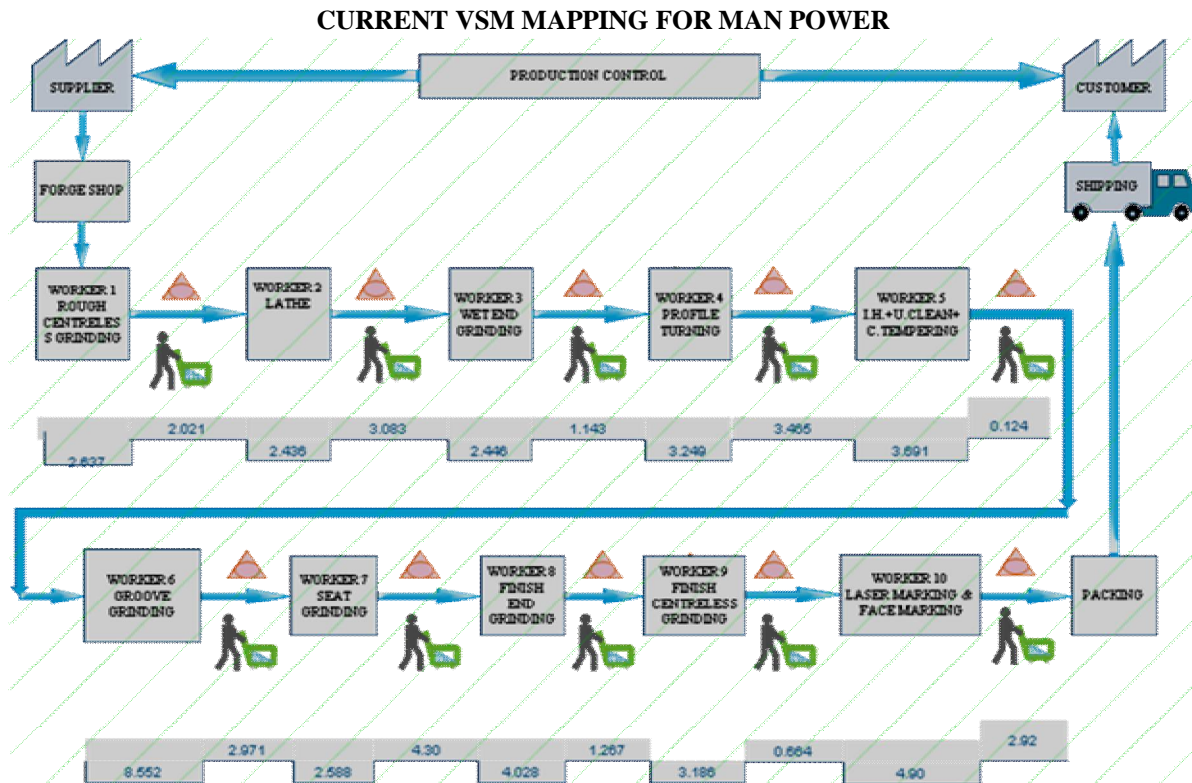 CURRENT VSM MAPPING FOR MAN POWER
SUPPLIER
PRODUCTION CONTROL
CUSTOMER
FORGE SHOP
SHIPPING
WORKER 1
ROUGH
CENTRELES
S GRINDING
WORKER 2
LATHE
WORKER 3
WET END
GRINDING
WORKER 4
PROFILE
TURNING
WORKER 5
I.H.+U.CLEAN+
C.TEMPERING
2.021
3.083
1.143
3.465
0.124
2.637
2.436
2.446
3.249
3.691
WORKER 6
GROOVE
GRINDING
WORKER 7
SEAT
GRINDING
WORKER 8
FINISH
END
GRINDING
WORKER 9
FINISH
CENTRELESS
GRINDING
WORKER 10
LASER MARKING &
FACE MARKING
PACKING
2.971
4.30
1.267
0.664
2.92
8.552
2.588
4.028
3.186
4.90